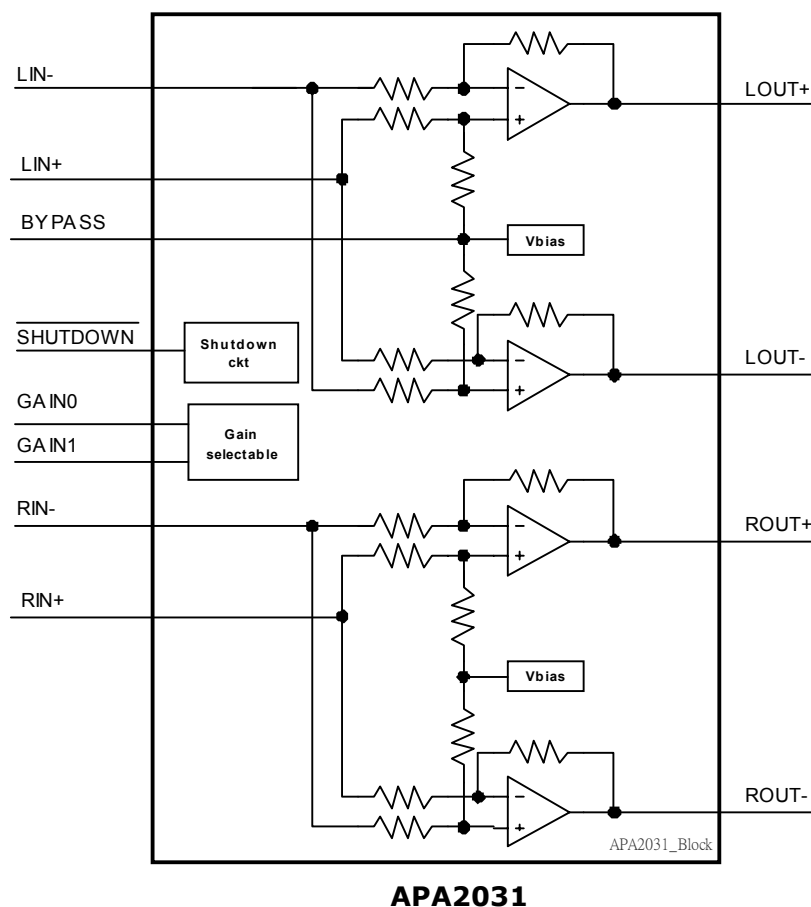 LIN-
LOUT+
LIN+
BYPASS
Vbias
SHUTDOWN
Shutdown
ckt
LOUT-
GAIN0
GAIN1
Gain
selectable
RIN-
ROUT+
RIN+
Vbias
ROUT-
APA2031_Block
APA2031